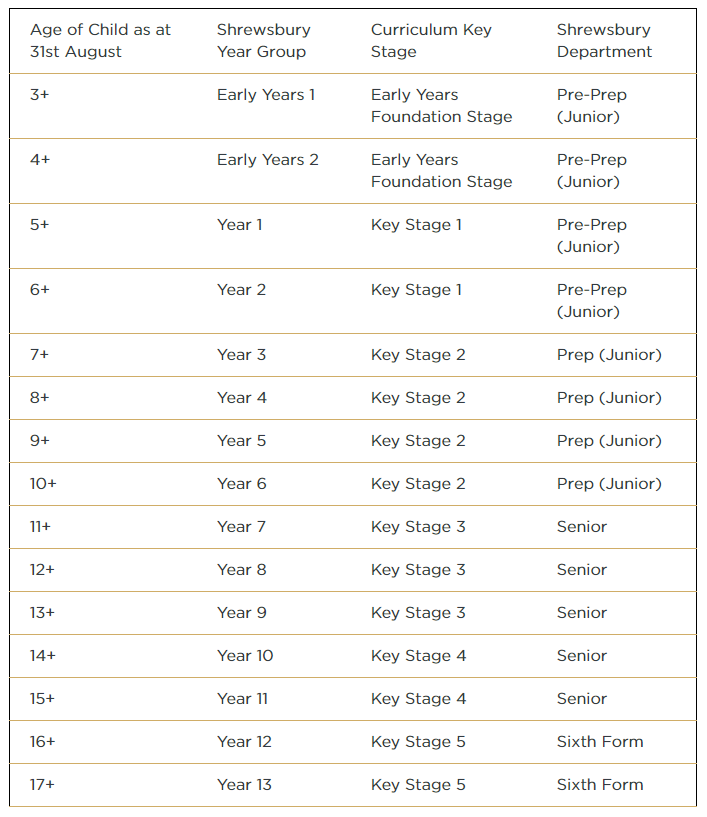 Age of Child as at Shrewsbury Curriculum Key Shrewsbury
31st August Year Group Stage Department
3+ Early Years 1 Early Years Pre-Prep
Foundation Stage (Junior)
4+ Early Years 2 Early Years Pre-Prep
Foundation Stage (Junior)
5+ Year 1 Key Stage 1 Pre-Prep
(Junior)
6+ Year 2 Key Stage 1 Pre-Prep
(Junior)
7+ Year 3 Key Stage 2 Prep (Junior)
8+ Year 4 Key Stage 2 Prep (Junior)
9+ Year 5 Key Stage 2 Prep (Junior)
10+ Year 6 Key Stage 2 Prep (Junior)
11+ Year 7 Key Stage 3 Senior
12+ Year 8 Key Stage 3 Senior
13+ Year 9 Key Stage 3 Senior
14+ Year 10 Key Stage 4 Senior
15+ Year 11 Key Stage 4 Senior
16+ Year 12 Key Stage 5 Sixth Form
17+ Year 13 Key Stage 5 Sixth Form